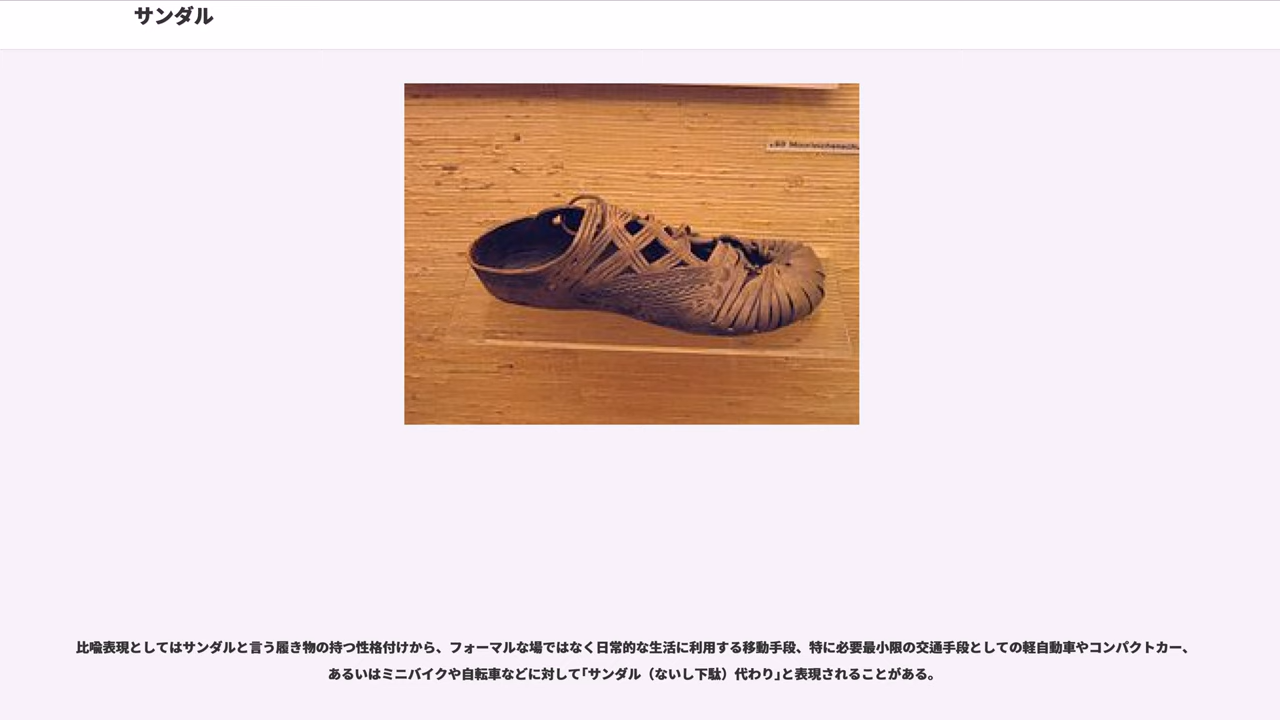 サンダル
比喩表現としてはサンダルと言う履き物の持つ性格付けから、フォーマルな場ではなく日常的な生活に利用する移動手段、特に必要最小限の交通手段としての軽自動車やコンパクトカー、
あるいはミニバイクや自転車などに対して｢サンダル（ないし下駄）代わり｣と表現されることがある。